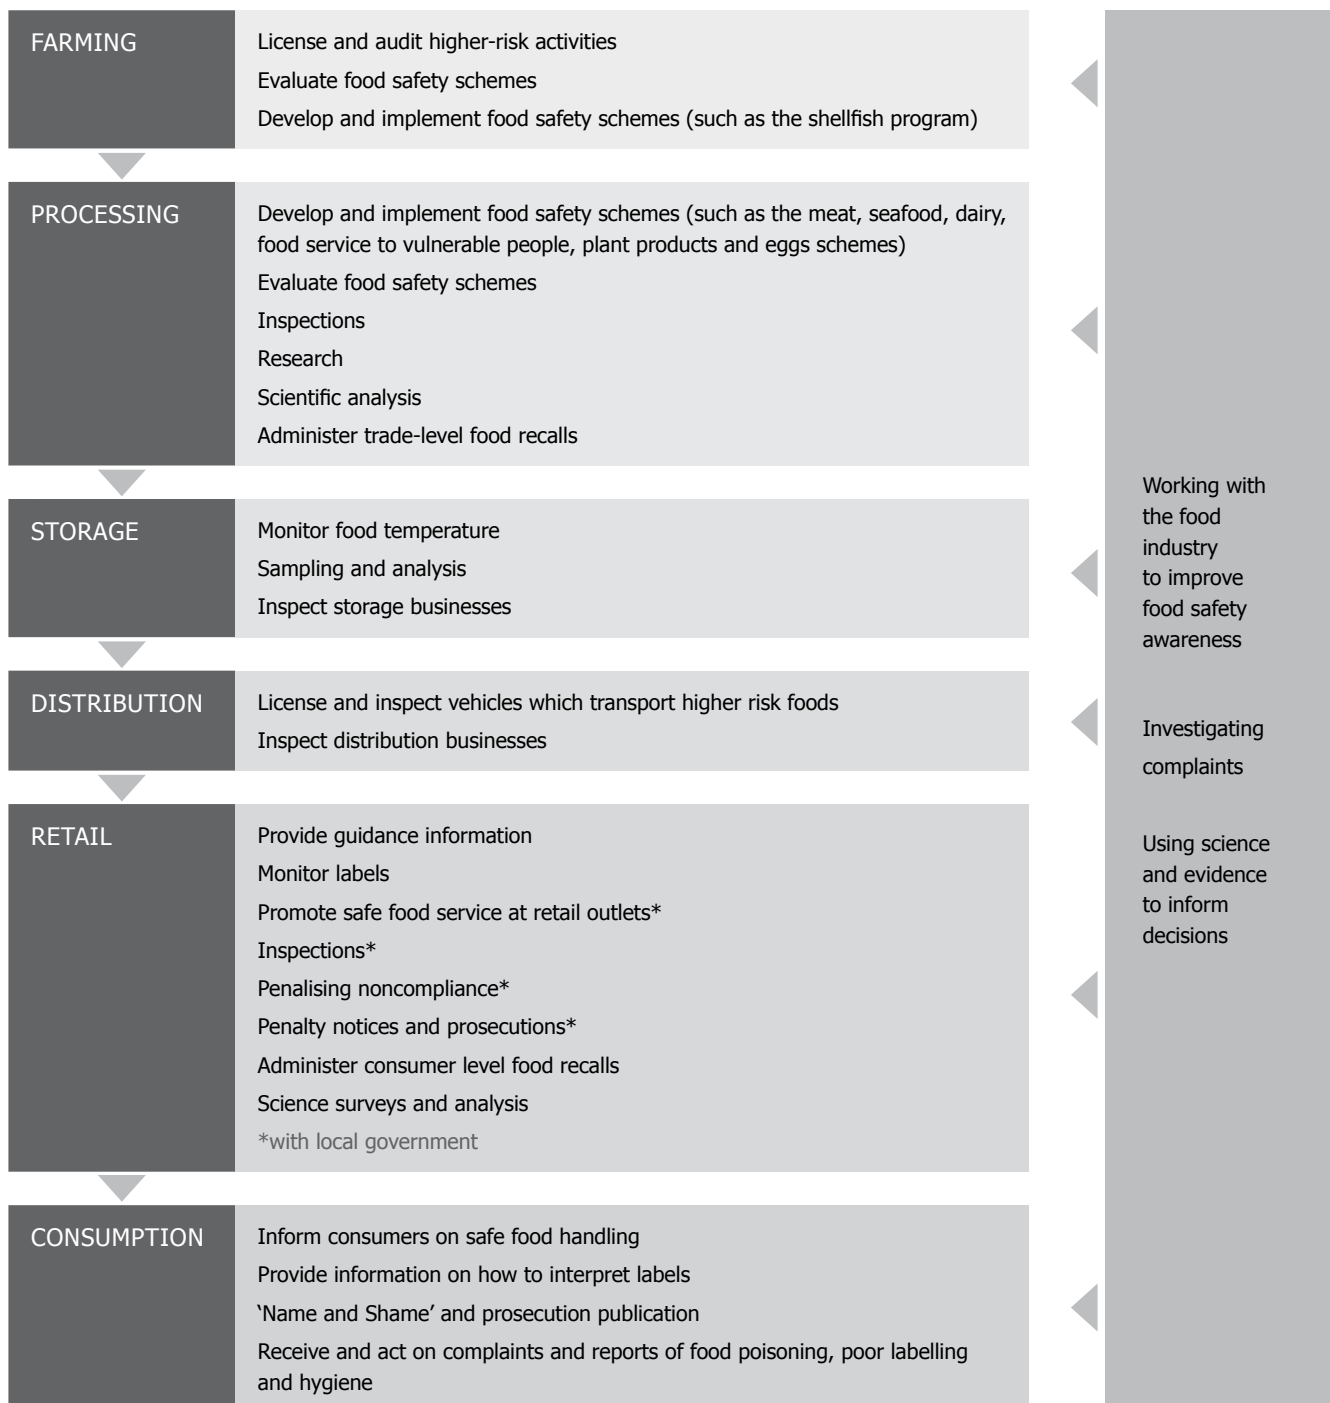 FARMING
License and audit higher-risk activities
Evaluate food safety schemes
Develop and implement food safety schemes (such as the shellfish program)
PROCESSING
Develop and implement food safety schemes (such as the meat, seafood, dairy,
food service to vulnerable people, plant products and eggs schemes)
Evaluate food safety schemes
Inspections
Research
Scientific analysis
Administer trade-level food recalls
STORAGE
Monitor food temperature
Sampling and analysis
Inspect storage businesses
DISTRIBUTION
License and inspect vehicles which transport higher risk foods
Inspect distribution businesses
RETAIL
Provide guidance information
Monitor labels
Promote safe food service at retail outlets*
Inspections*
Penalising noncompliance*
Penalty notices and prosecutions*
Administer consumer level food recalls
Science surveys and analysis
*with local government
CONSUMPTION
Inform consumers on safe food handling
Provide information on how to interpret labels
‘Name and Shame’ and prosecution publication
Receive and act on complaints and reports of food poisoning, poor labelling
and hygiene
Working with
the food
industry
to improve
food safety
awareness
Investigating
complaints
Using science
and evidence
to inform
decisions